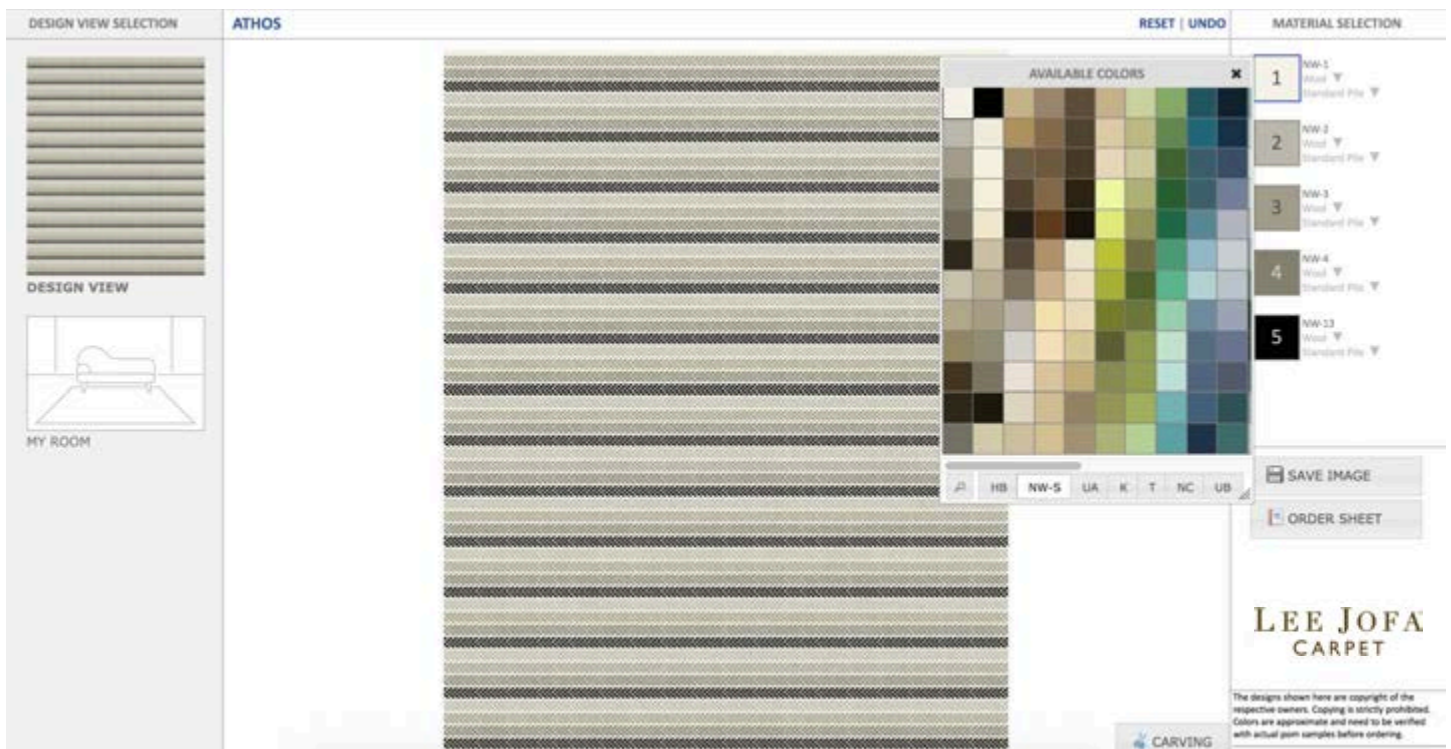 DESIGN VIEW SELECTION
ATHOS
RESET | UNDO
MATERIAL SELECTION
DESIGN VIEW
MY ROOM
AVAILABLE COLORS
HB NW-S UA K T NC UB
1
NW-1
Wool
Standard Pile
2
NW-2
Wool
Standard Pile
3
NW-3
Wool
Standard Pile
4
NW-4
Wool
Standard Pile
5
NW-13
Wool
Standard Pile
SAVE IMAGE
ORDER SHEET
LEE JOFA
CARPET
The designs shown here are copyright of the
respective owners. Copying is strictly prohibited.
Colors are approximate and need to be verified
with actual pom samples before ordering.
CARVING